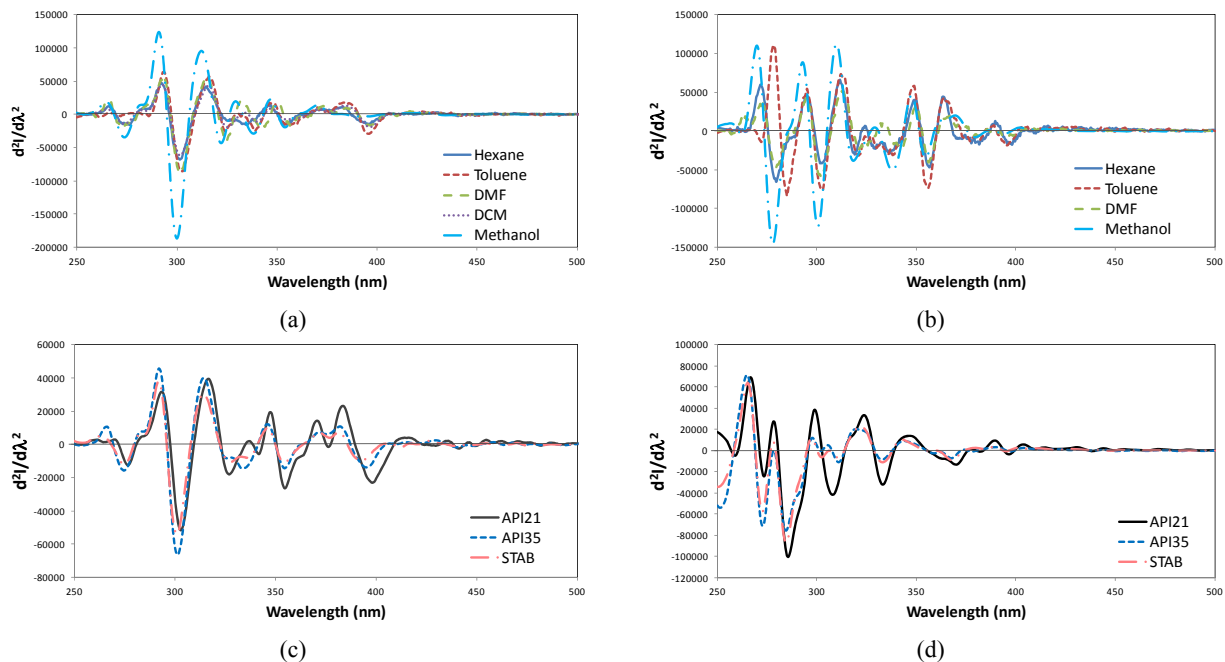 150000
100000
50000
0
-50000
-100000
-150000
-200000
d²I/dλ²
250 300 350 400 450 500
Wavelength (nm)
Hexane
Toluene
DMF
DCM
Methanol
(a)
150000
100000
50000
0
-50000
-100000
-150000
d²I/dλ²
250 300 350 400 450 500
Wavelength (nm)
Hexane
Toluene
DMF
Methanol
(b)
60000
40000
20000
0
-20000
-40000
-60000
-80000
d²I/dλ²
250 300 350 400 450 500
Wavelength (nm)
API21
API35
STAB
(c)
100000
80000
60000
40000
20000
0
-20000
-40000
-60000
-80000
-100000
-120000
d²I/dλ²
250 300 350 400 450 500
Wavelength (nm)
API21
API35
STAB
(d)